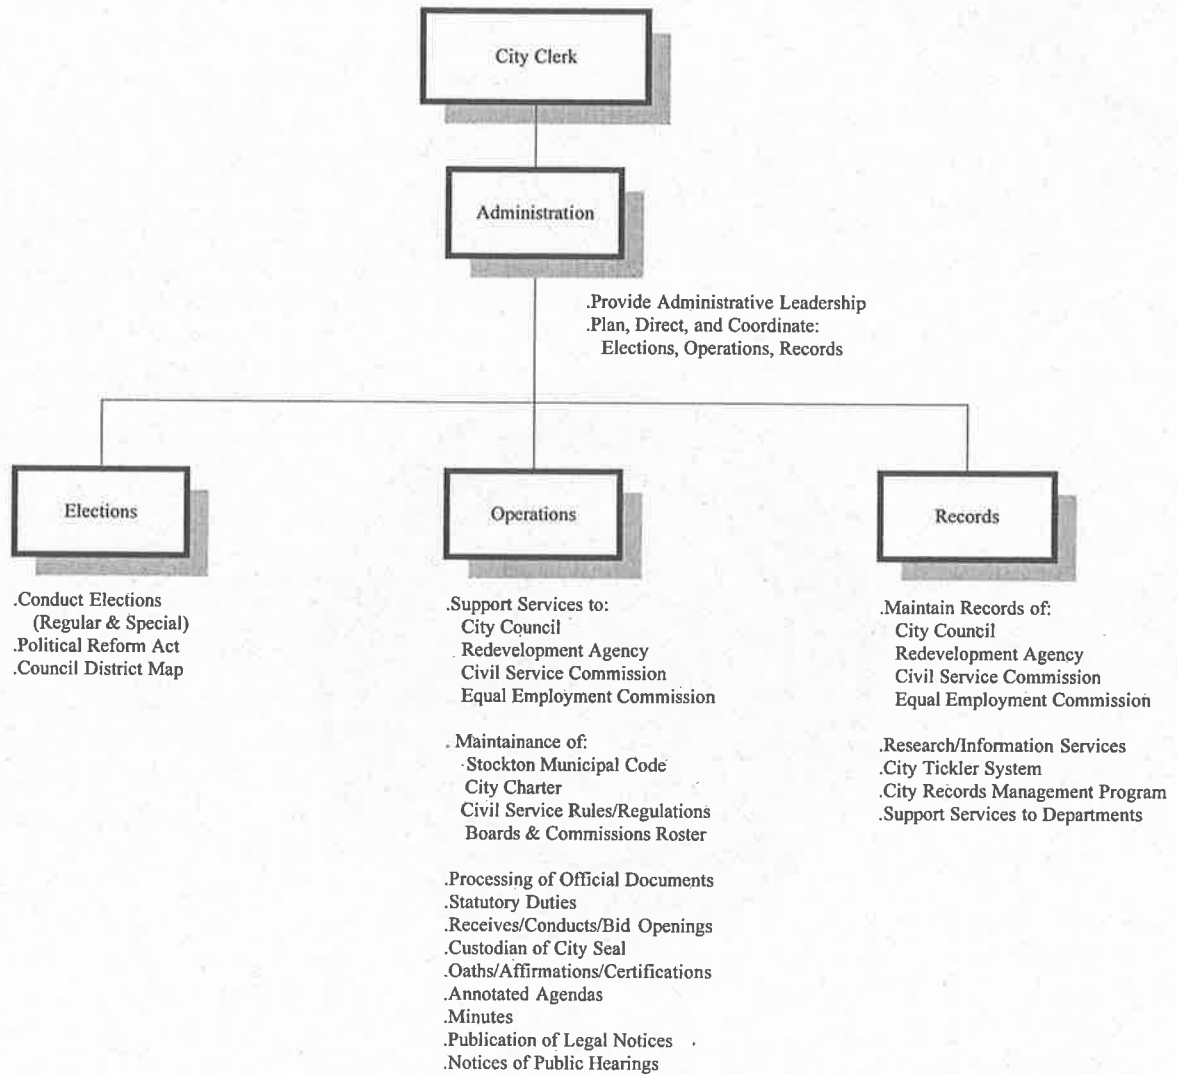 City Clerk
Administration
.Provide Administrative Leadership
.Plan, Direct, and Coordinate:
Elections, Operations, Records
Elections
.Conduct Elections
(Regular & Special)
.Political Reform Act
.Council District Map
Operations
.Support Services to:
City Council
Redevelopment Agency
Civil Service Commission
Equal Employment Commission
. Maintainance of:
Stockton Municipal Code
City Charter
Civil Service Rules/Regulations
Boards & Commissions Roster
.Processing of Official Documents
.Statutory Duties
.Receives/Conducts/Bid Openings
.Custodian of City Seal
.Oaths/Affirmations/Certifications
.Annotated Agendas
.Minutes
.Publication of Legal Notices
.Notices of Public Hearings
Records
.Maintain Records of:
City Council
Redevelopment Agency
Civil Service Commission
Equal Employment Commission
.Research/Information Services
.City Tickler System
.City Records Management Program
.Support Services to Departments